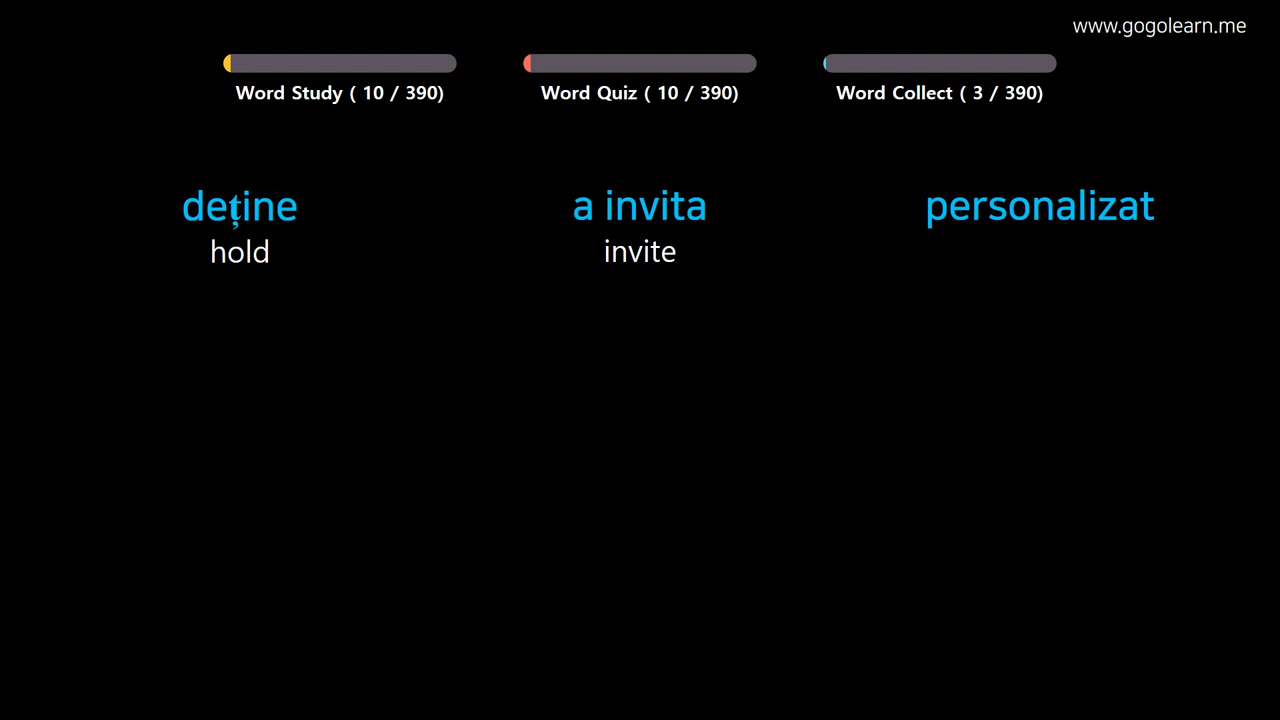 www.gogolearn.me
Word Study ( 10 / 390)
Word Quiz ( 10 / 390)
Word Collect ( 3 / 390)
deține
hold
a invita
invite
personalizat